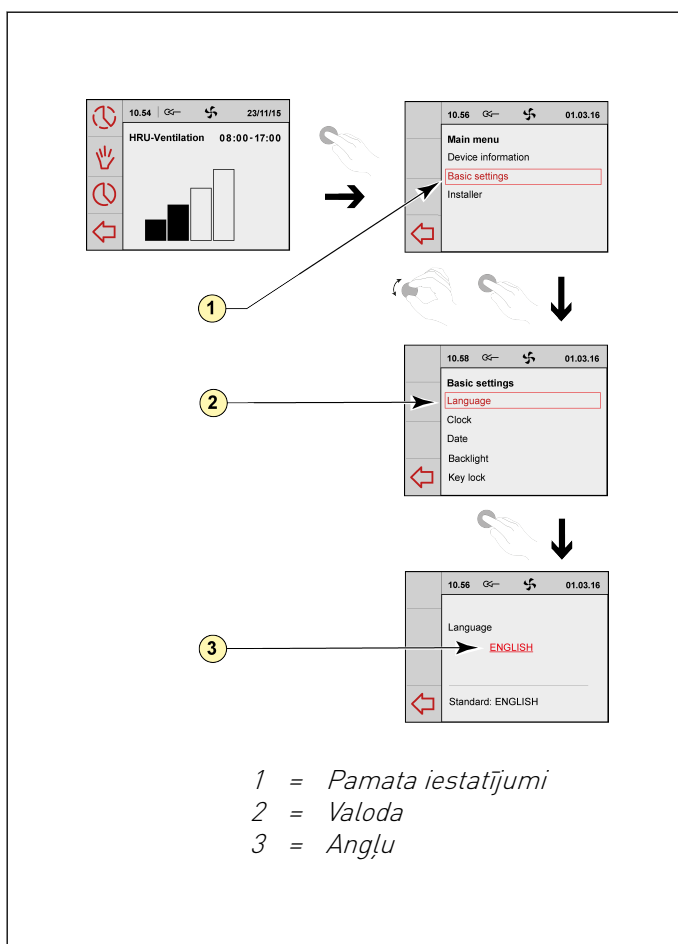 10.54 23/11/15
HRU-Ventilation 08:00-17:00
10.56 01.03.16
Main menu
Device information
Basic settings
Installer
1
10.58 01.03.16
Basic settings
Language
Clock
Date
Backlight
Key lock
2
10.56 01.03.16
Language
ENGLISH
Standard: ENGLISH
3
1 = Pamata iestatījumi
2 = Valoda
3 = Angļu